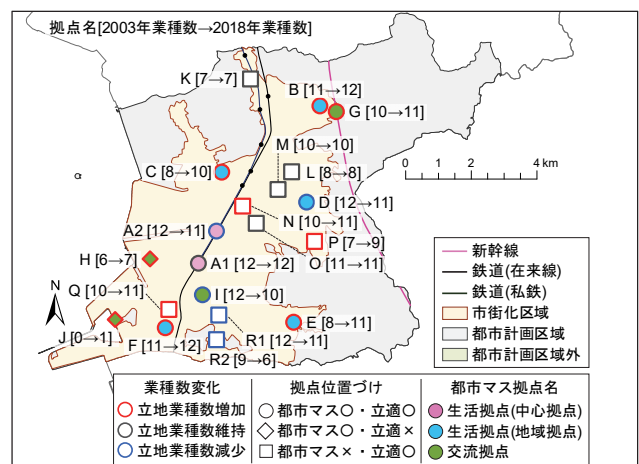 拠点名[2003年業種数→2018年業種数]
K [7→7]
B [11→12]
G [10→11]
M [10→10]
C [8→10]
L [8→8]
D [12→11]
N [10→11]
A2 [12→11]
P [7→9]
H [6→7]
A1 [12→12]
O [11→11]
Q [10→11]
I [12→10]
E [8→11]
J [0→1]
F [11→12]
R1 [12→11]
R2 [9→6]
α
N
0 2 4 km
新幹線
鉄道(在来線)
鉄道(私鉄)
市街化区域
都市計画区域
都市計画区域外
業種数変化
立地業種数増加
立地業種数維持
立地業種数減少
拠点位置づけ
都市マス○・立適○
都市マス○・立適×
都市マス×・立適○
都市マス拠点名
生活拠点(中心拠点)
生活拠点(地域拠点)
交流拠点